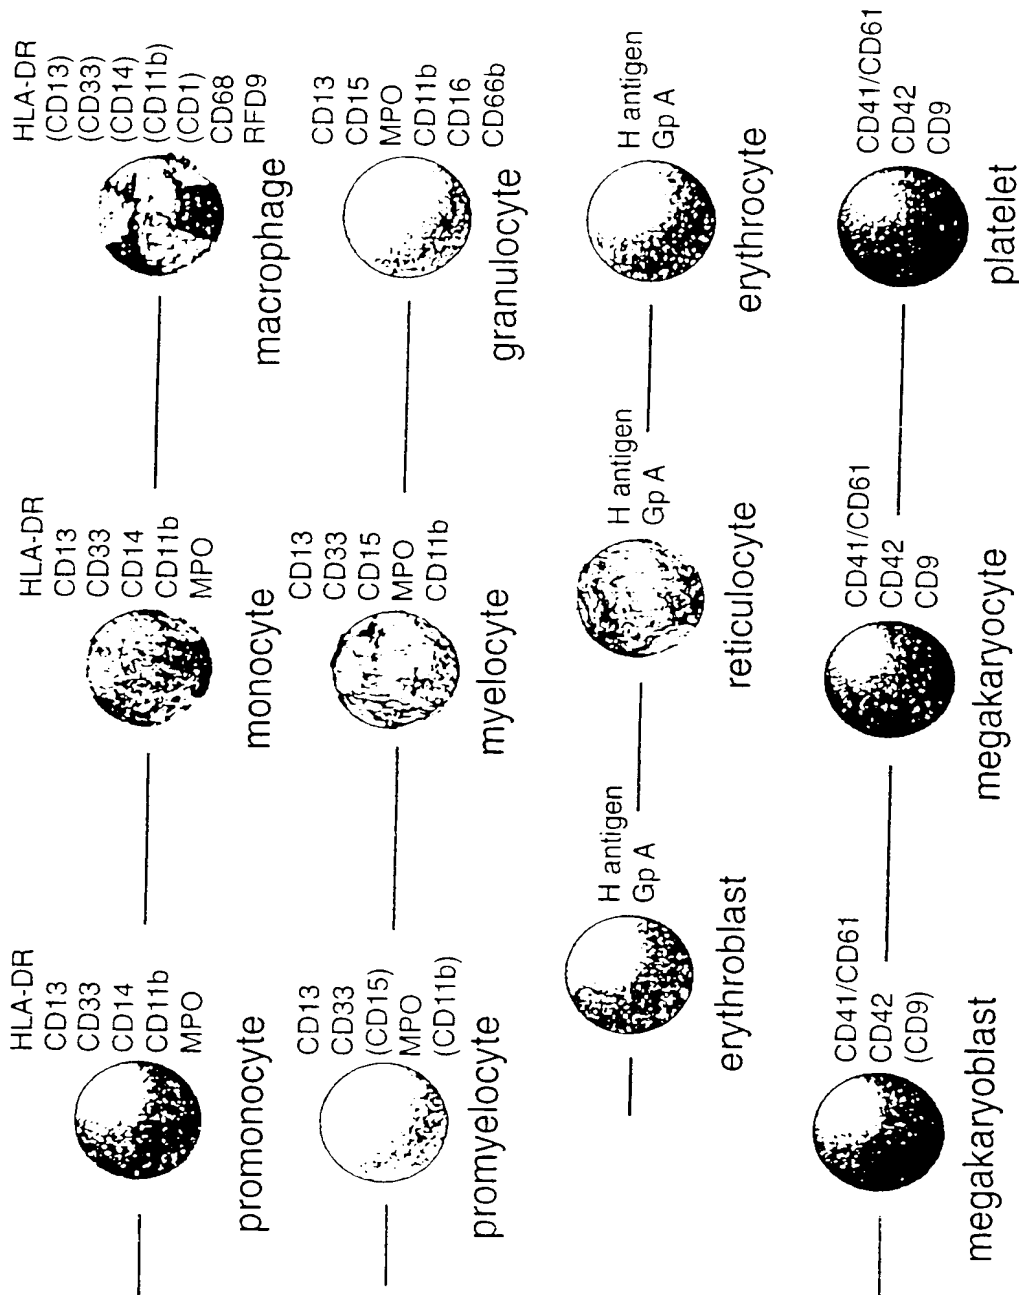 HLA-DR
CD13
CD33
CD14
CD11b
MPO
promonocyte
HLA-DR
CD13
CD33
CD14
CD11b
MPO
monocyte
HLA-DR
(CD13)
(CD33)
(CD14)
(CD11b)
(CD1)
CD68
RFD9
macrophage
CD13
CD33
(CD15)
MPO
(CD11b)
promyelocyte
CD13
CD33
CD15
MPO
CD11b
myelocyte
CD13
CD15
MPO
CD11b
CD16
CD66b
granulocyte
H antigen
Gp A
erythroblast
H antigen
Gp A
reticulocyte
H antigen
Gp A
erythrocyte
CD41/CD61
CD42
(CD9)
megakaryoblast
CD41/CD61
CD42
CD9
megakaryocyte
CD41/CD61
CD42
CD9
platelet